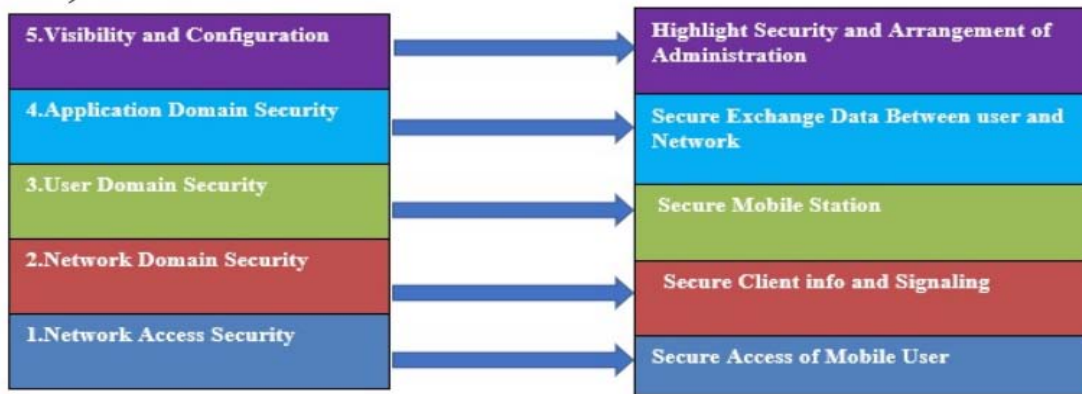 5.Visibility and Configuration
Highlight Security and Arrangement of
Administration
4.Application Domain Security
Secure Exchange Data Between user and
Network
3.User Domain Security
Secure Mobile Station
2.Network Domain Security
Secure Client info and Signaling
1.Network Access Security
Secure Access of Mobile User